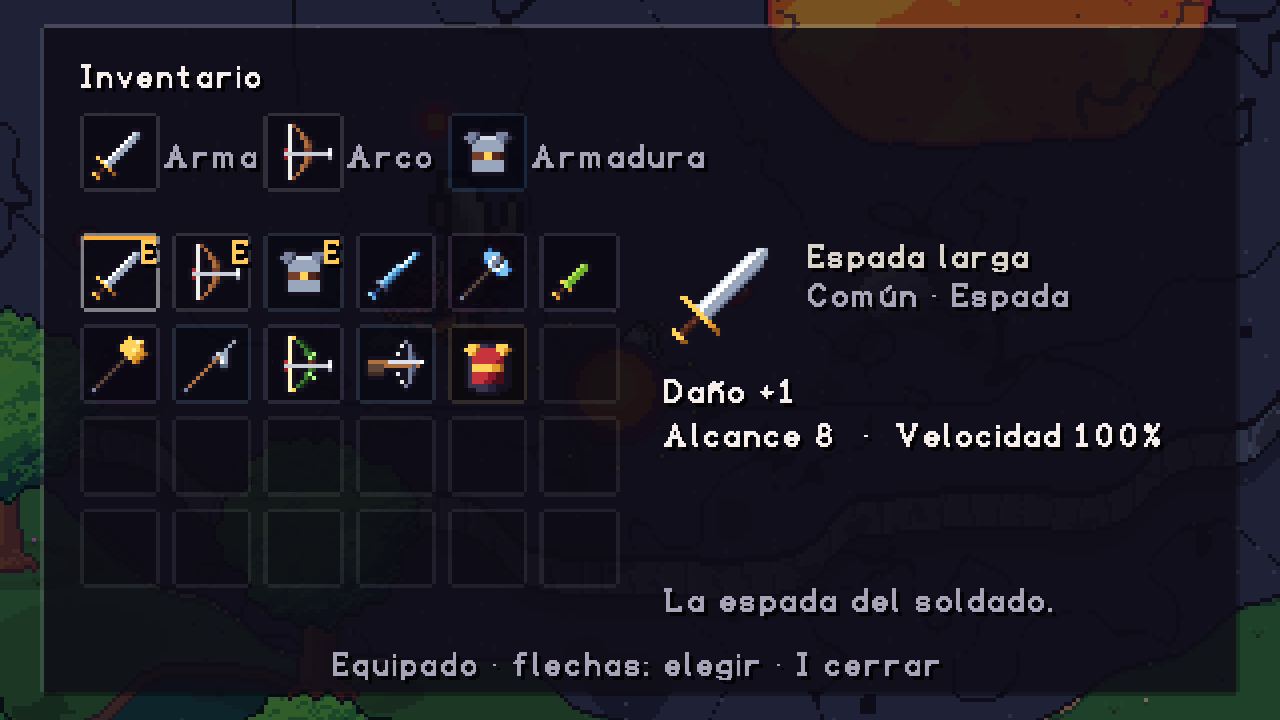 Inventario
Arma Arco Armadura
E E E
Espada larga
Común · Espada
Daño +1
Alcance 8 · Velocidad 100%
La espada del soldado.
Equipado · flechas: elegir · I cerrar